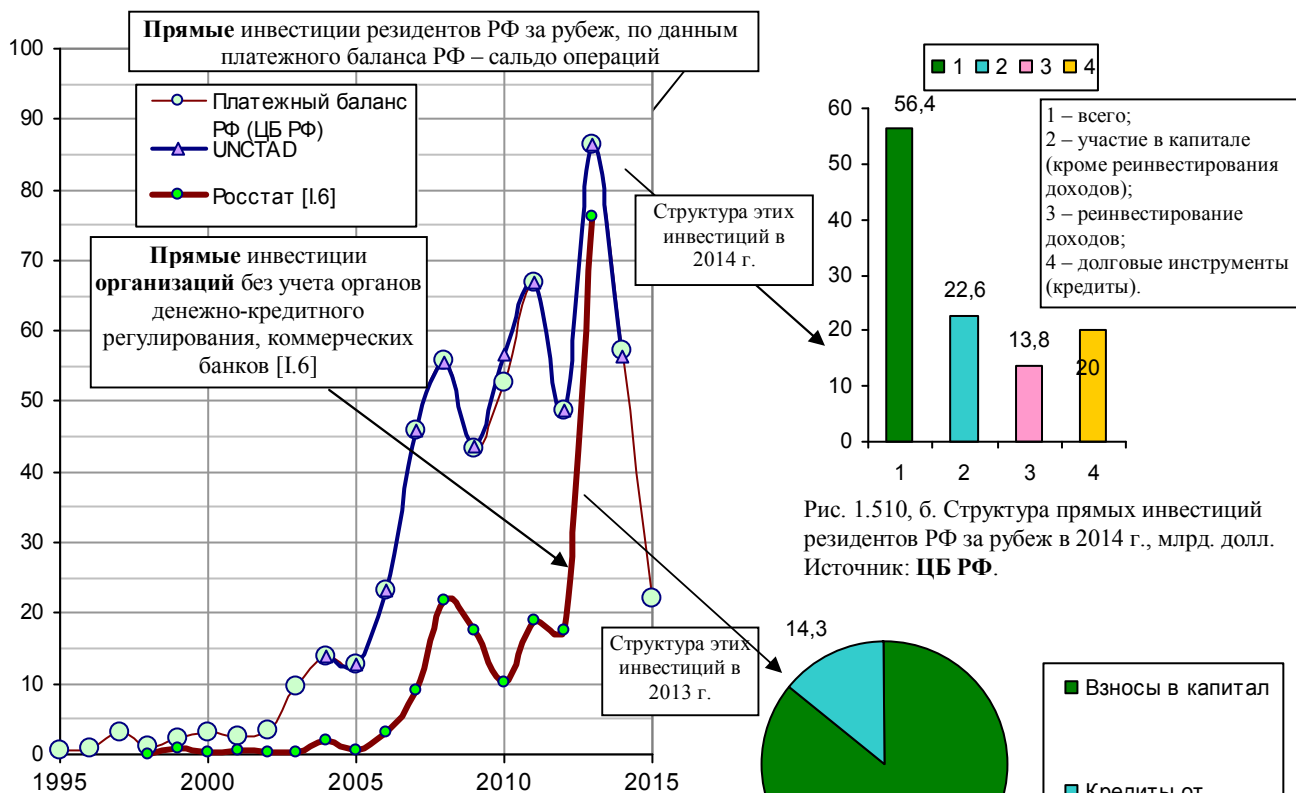 Прямые инвестиции резидентов РФ за рубеж, по данным
платежного баланса РФ – сальдо операций
100
90
80
70
60
50
40
30
20
10
0
1995
2000
2005
2010
2015
Платежный баланс
РФ (ЦБ РФ)
UNCTAD
Росстат [I.6]
Прямые инвестиции
организаций без учета органов
денежно-кредитного
регулирования, коммерческих
банков [I.6]
Структура этих
инвестиций в
2014 г.
Структура этих
инвестиций в
2013 г.
1 2 3 4
60
50
40
30
20
10
0
56,4
22,6
13,8
20
1 2 3 4
1 – всего;
2 – участие в капитале
(кроме реинвестирования
доходов);
3 – реинвестирование
доходов;
4 – долговые инструменты
(кредиты).
Рис. 1.510, б. Структура прямых инвестиций
резидентов РФ за рубеж в 2014 г., млрд. долл.
Источник: ЦБ РФ.
14,3
Взносы в капитал
Кредиты от